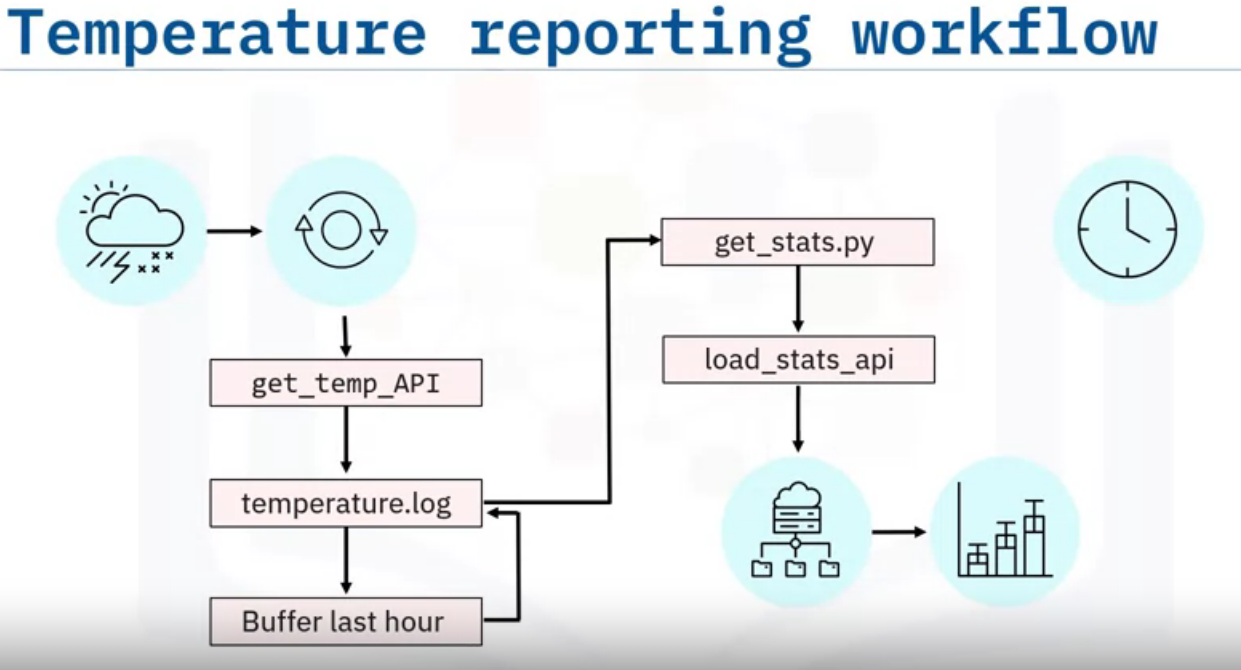 Temperature reporting workflow
get_temp_API
temperature.log
Buffer last hour
get_stats.py
load_stats_api